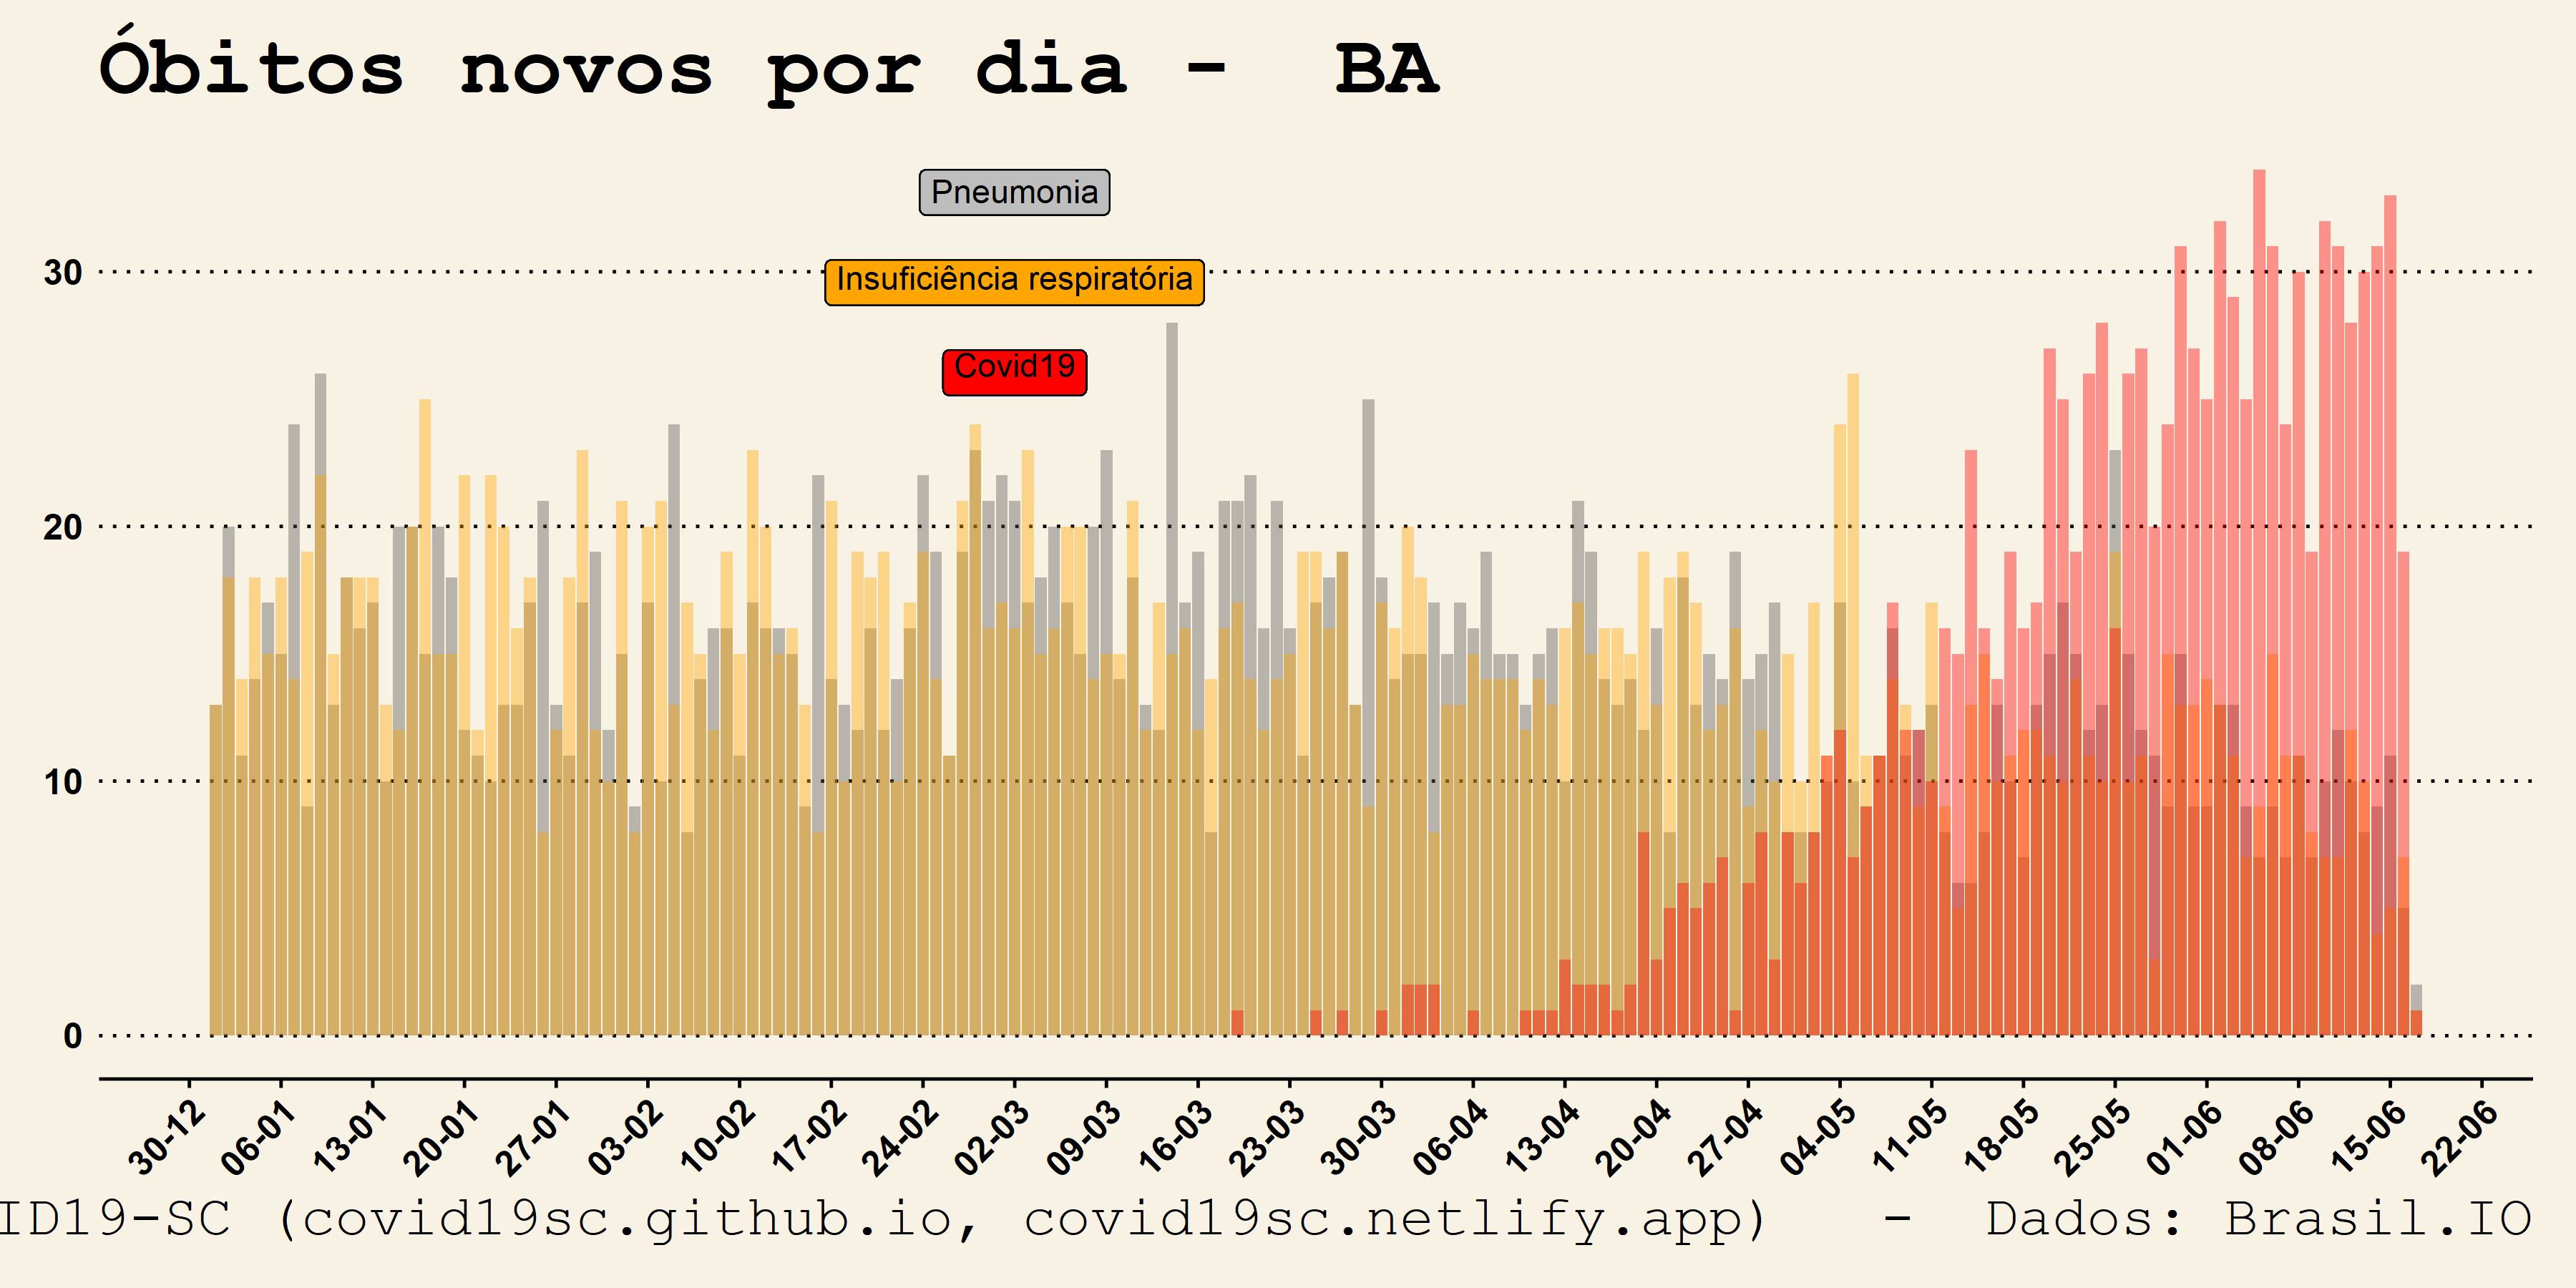 Óbitos novos por dia - BA
Pneumonia
30
Insuficiência respiratória
Covid19
20
10
0
30-12 06-01 13-01 20-01 27-01 03-02 10-02 17-02 24-02 02-03 09-03 16-03 23-03 30-03 06-04 13-04 20-04 27-04 04-05 11-05 18-05 25-05 01-06 08-06 15-06 22-06
ID19-SC (covid19sc.github.io, covid19sc.netlify.app) - Dados: Brasil.IO